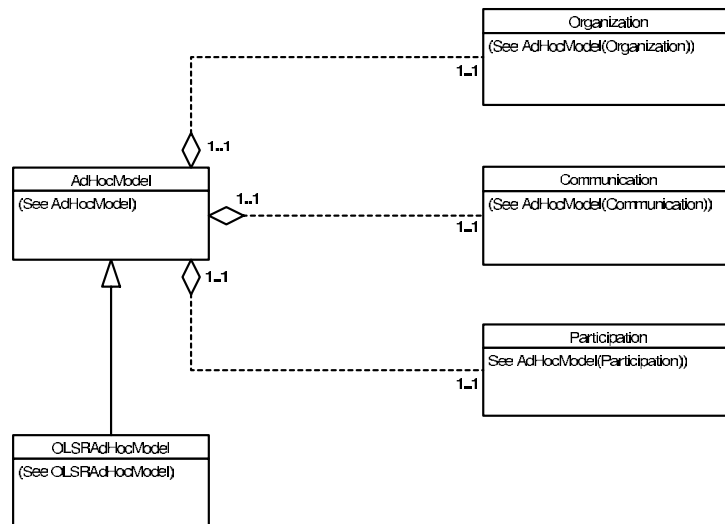 Organization
(See AdHocModel(Organization))
1..1
1..1
AdHocModel
(See AdHocModel)
1..1
Communication
(See AdHocModel(Communication))
1..1
1..1
Participation
See AdHocModel(Participation))
1..1
OLSRAdHocModel
(See OLSRAdHocModel)